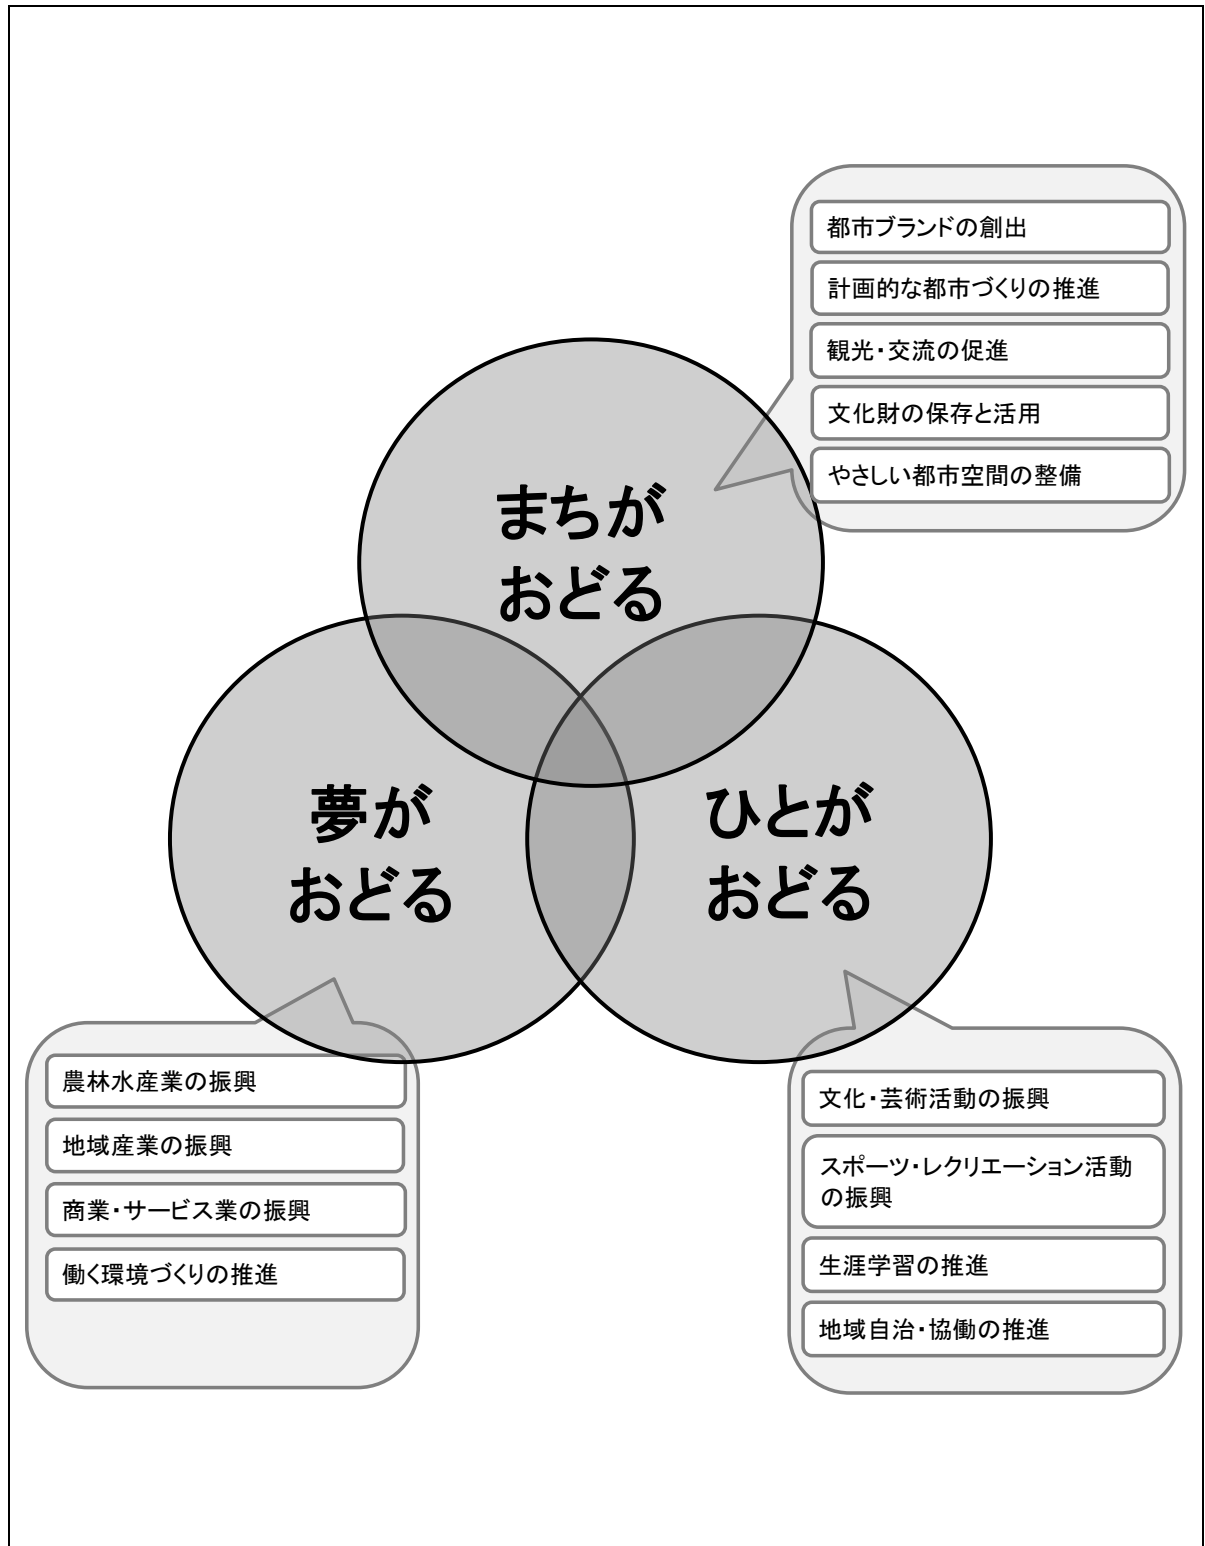 都市ブランドの創出
計画的な都市づくりの推進
観光・交流の促進
文化財の保存と活用
やさしい都市空間の整備
まちが
おどる
夢が
おどる
ひとが
おどる
農林水産業の振興
地域産業の振興
商業・サービス業の振興
働く環境づくりの推進
文化・芸術活動の振興
スポーツ・レクリエーション活動
の振興
生涯学習の推進
地域自治・協働の推進